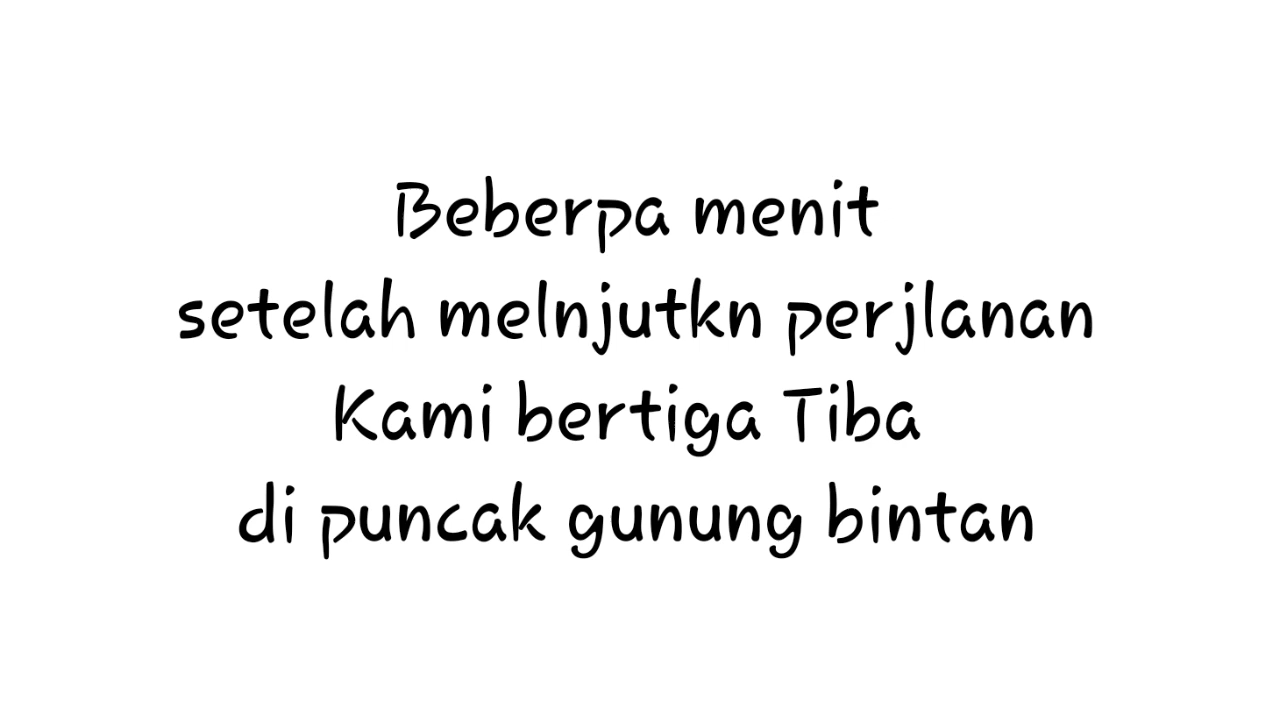 Beberpa menit
setelah melnjutkn perjlanan
Kami bertiga Tiba
di puncak gunung bintan